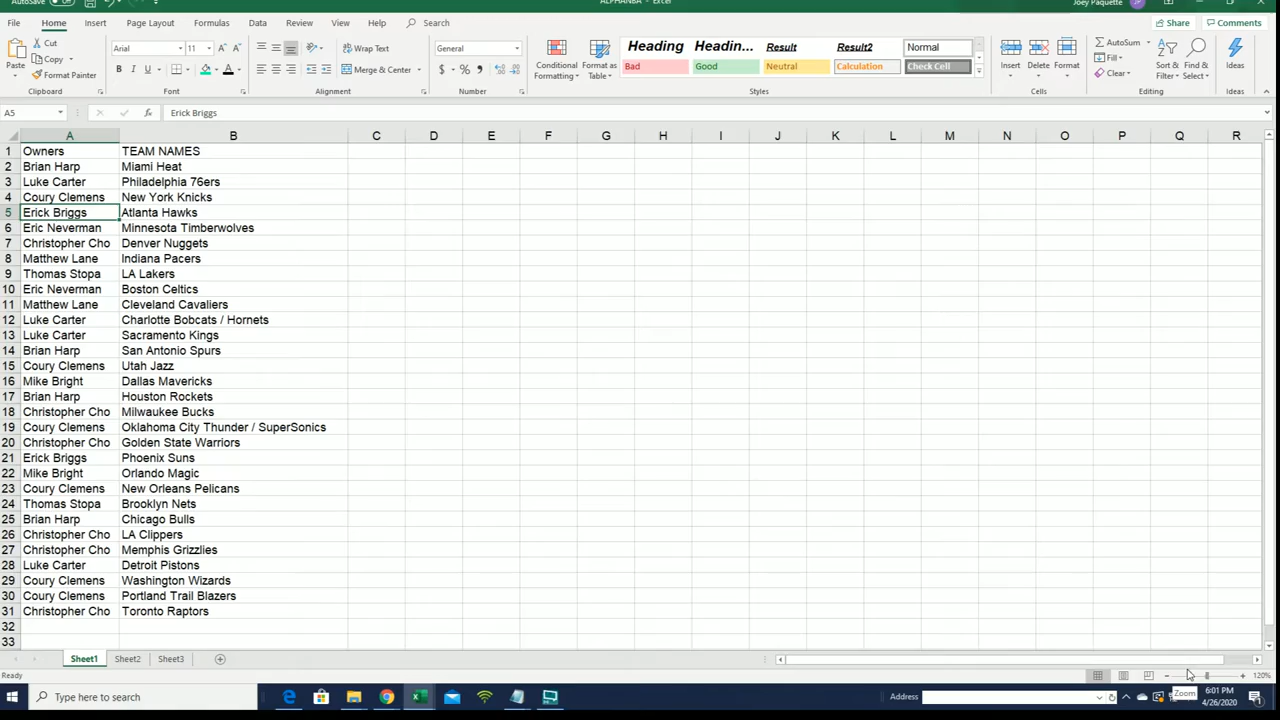 AutoSave Off ALPHANBA - Excel Joey Paquette JP
File Home Insert Page Layout Formulas Data Review View Help Search Share Comments
Paste Cut Copy Format Painter Clipboard
Arial 11 A A B I U A Font
Wrap Text Merge & Center Alignment
General $ % , Number
Conditional Formatting Format as Table
Heading Headin... Result Result2 Normal
Bad Good Neutral Calculation Check Cell
Styles
Insert Delete Format Cells
AutoSum Fill Clear Sort & Filter Find & Select Editing
Ideas Ideas
A5 fx Erick Briggs
A B C D E F G H I J K L M N O P Q R
1 Owners TEAM NAMES
2 Brian Harp Miami Heat
3 Luke Carter Philadelphia 76ers
4 Coury Clemens New York Knicks
5 Erick Briggs Atlanta Hawks
6 Eric Neverman Minnesota Timberwolves
7 Christopher Cho Denver Nuggets
8 Matthew Lane Indiana Pacers
9 Thomas Stopa LA Lakers
10 Eric Neverman Boston Celtics
11 Matthew Lane Cleveland Cavaliers
12 Luke Carter Charlotte Bobcats / Hornets
13 Luke Carter Sacramento Kings
14 Brian Harp San Antonio Spurs
15 Coury Clemens Utah Jazz
16 Mike Bright Dallas Mavericks
17 Brian Harp Houston Rockets
18 Christopher Cho Milwaukee Bucks
19 Coury Clemens Oklahoma City Thunder / SuperSonics
20 Christopher Cho Golden State Warriors
21 Erick Briggs Phoenix Suns
22 Mike Bright Orlando Magic
23 Coury Clemens New Orleans Pelicans
24 Thomas Stopa Brooklyn Nets
25 Brian Harp Chicago Bulls
26 Christopher Cho LA Clippers
27 Christopher Cho Memphis Grizzlies
28 Luke Carter Detroit Pistons
29 Coury Clemens Washington Wizards
30 Coury Clemens Portland Trail Blazers
31 Christopher Cho Toronto Raptors
32
33
Sheet1 Sheet2 Sheet3
Ready 120%
Zoom
Type here to search Address 6:01 PM
4/26/2020